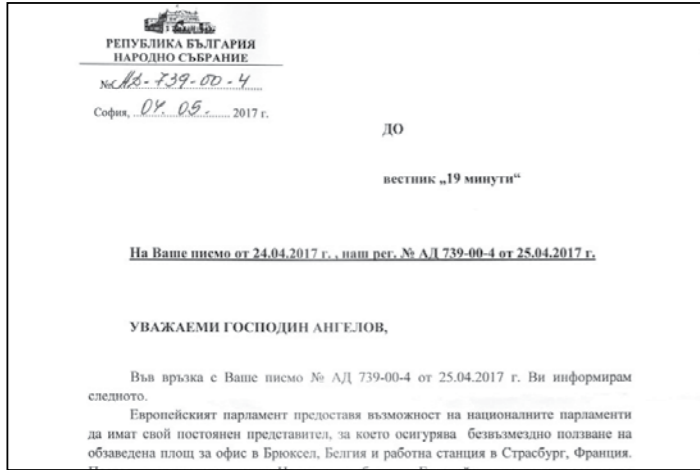 РЕПУБЛИКА БЪЛГАРИЯ
НАРОДНО СЪБРАНИЕ
№ АД-739-00-4
София, 04. 05. 2017 г.
ДО
вестник „19 минути“
На Ваше писмо от 24.04.2017 г. , наш рег. № АД 739-00-4 от 25.04.2017 г.
УВАЖАЕМИ ГОСПОДИН АНГЕЛОВ,
Във връзка с Ваше писмо № АД 739-00-4 от 25.04.2017 г. Ви информирам
следното.
Европейският парламент предоставя възможност на националните парламенти
да имат свой постоянен представител, за което осигурява безвъзмездно ползване на
обзаведена площ за офис в Брюксел, Белгия и работна станция в Страсбург, Франция.